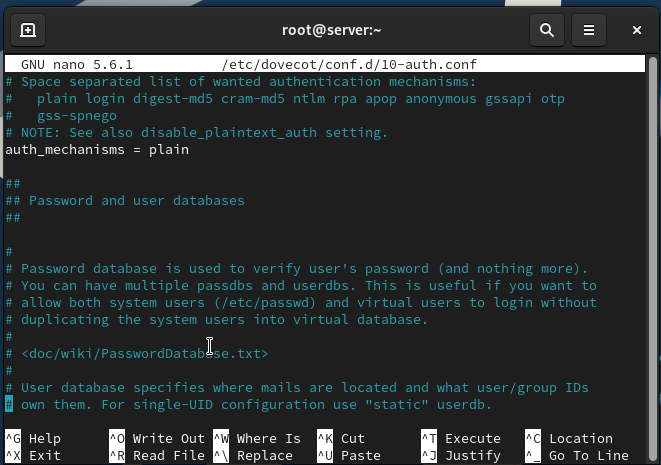 root@server:~
GNU nano 5.6.1 /etc/dovecot/conf.d/10-auth.conf
# Space separated list of wanted authentication mechanisms:
#   plain login digest-md5 cram-md5 ntlm rpa apop anonymous gssapi otp
#   gss-spnego
# NOTE: See also disable_plaintext_auth setting.
auth_mechanisms = plain
##
## Password and user databases
##
#
# Password database is used to verify user's password (and nothing more).
# You can have multiple passdbs and userdbs. This is useful if you want to
# allow both system users (/etc/passwd) and virtual users to login without
# duplicating the system users into virtual database.
#
# <doc/wiki/PasswordDatabase.txt>
#
# User database specifies where mails are located and what user/group IDs
# own them. For single-UID configuration use "static" userdb.
^G Help ^O Write Out ^W Where Is ^K Cut ^T Execute ^C Location
^X Exit ^R Read File ^\ Replace ^U Paste ^J Justify ^_ Go To Line